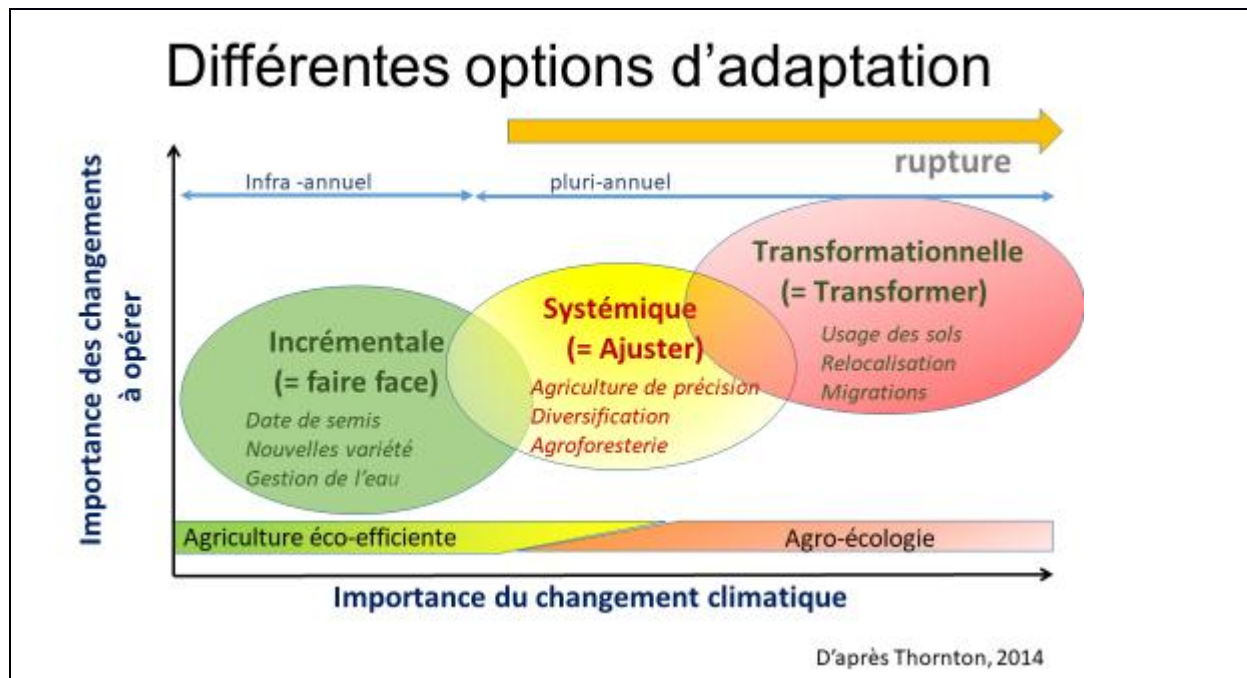 Différentes options d’adaptation
rupture
Infra -annuel
pluri-annuel
Importance des changements
à opérer
Transformationnelle
(= Transformer)
Usage des sols
Relocalisation
Migrations
Systémique
(= Ajuster)
Agriculture de précision
Diversification
Agroforesterie
Incrémentale
(= faire face)
Date de semis
Nouvelles variété
Gestion de l’eau
Agriculture éco-efficiente
Agro-écologie
Importance du changement climatique
D’après Thornton, 2014